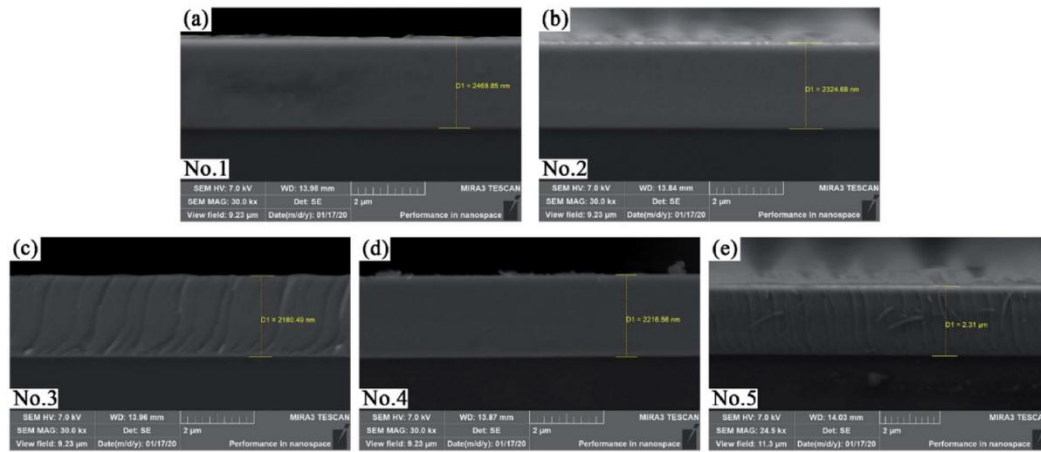 (a)
D1 = 2468.85 nm
No.1
SEM HV: 7.0 kV WD: 13.98 mm MIRA3 TESCAN
SEM MAG: 30.0 kx Det: SE 2 µm
View field: 9.23 µm Date(m/d/y): 01/17/20 Performance in nanospace
(b)
D1 = 2324.68 nm
No.2
SEM HV: 7.0 kV WD: 13.84 mm MIRA3 TESCAN
SEM MAG: 30.0 kx Det: SE 2 µm
View field: 9.23 µm Date(m/d/y): 01/17/20 Performance in nanospace
(c)
D1 = 2180.49 nm
No.3
SEM HV: 7.0 kV WD: 13.96 mm MIRA3 TESCAN
SEM MAG: 30.0 kx Det: SE 2 µm
View field: 9.23 µm Date(m/d/y): 01/17/20 Performance in nanospace
(d)
D1 = 2216.56 nm
No.4
SEM HV: 7.0 kV WD: 13.87 mm MIRA3 TESCAN
SEM MAG: 30.0 kx Det: SE 2 µm
View field: 9.23 µm Date(m/d/y): 01/17/20 Performance in nanospace
(e)
D1 = 2.31 µm
No.5
SEM HV: 7.0 kV WD: 14.03 mm MIRA3 TESCAN
SEM MAG: 24.5 kx Det: SE 2 µm
View field: 11.3 µm Date(m/d/y): 01/17/20 Performance in nanospace